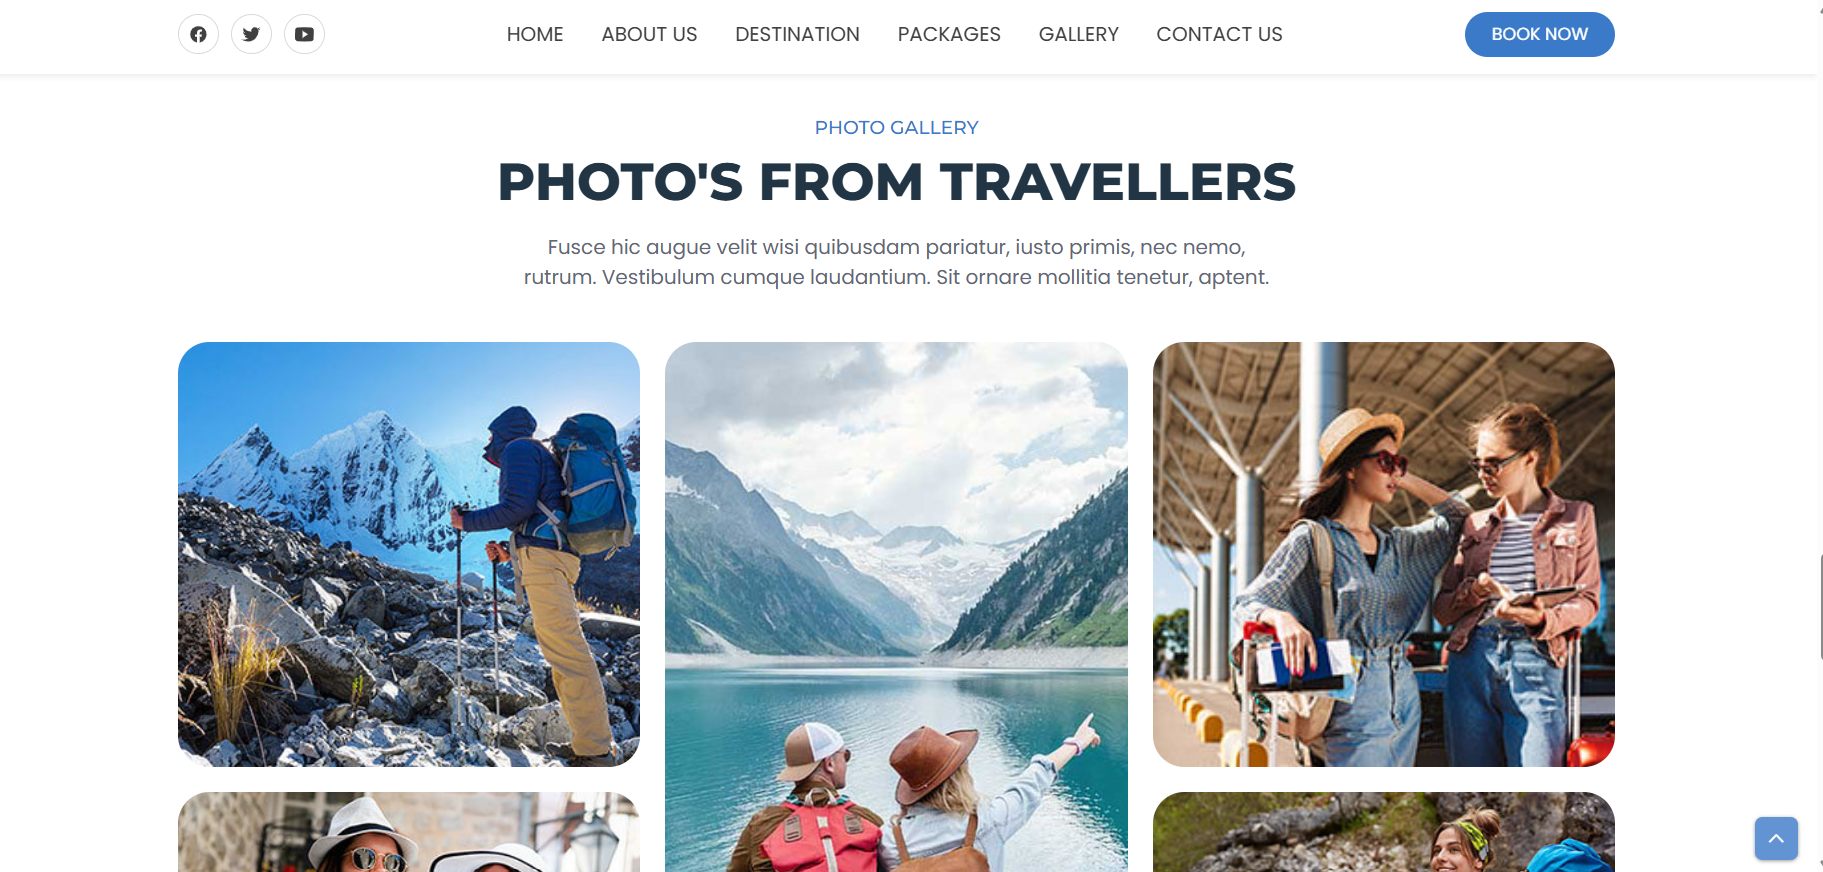 HOME ABOUT US DESTINATION PACKAGES GALLERY CONTACT US BOOK NOW
PHOTO GALLERY
PHOTO'S FROM TRAVELLERS
Fusce hic augue velit wisi quibusdam pariatur, iusto primis, nec nemo,
rutrum. Vestibulum cumque laudantium. Sit ornare mollitia tenetur, aptent.